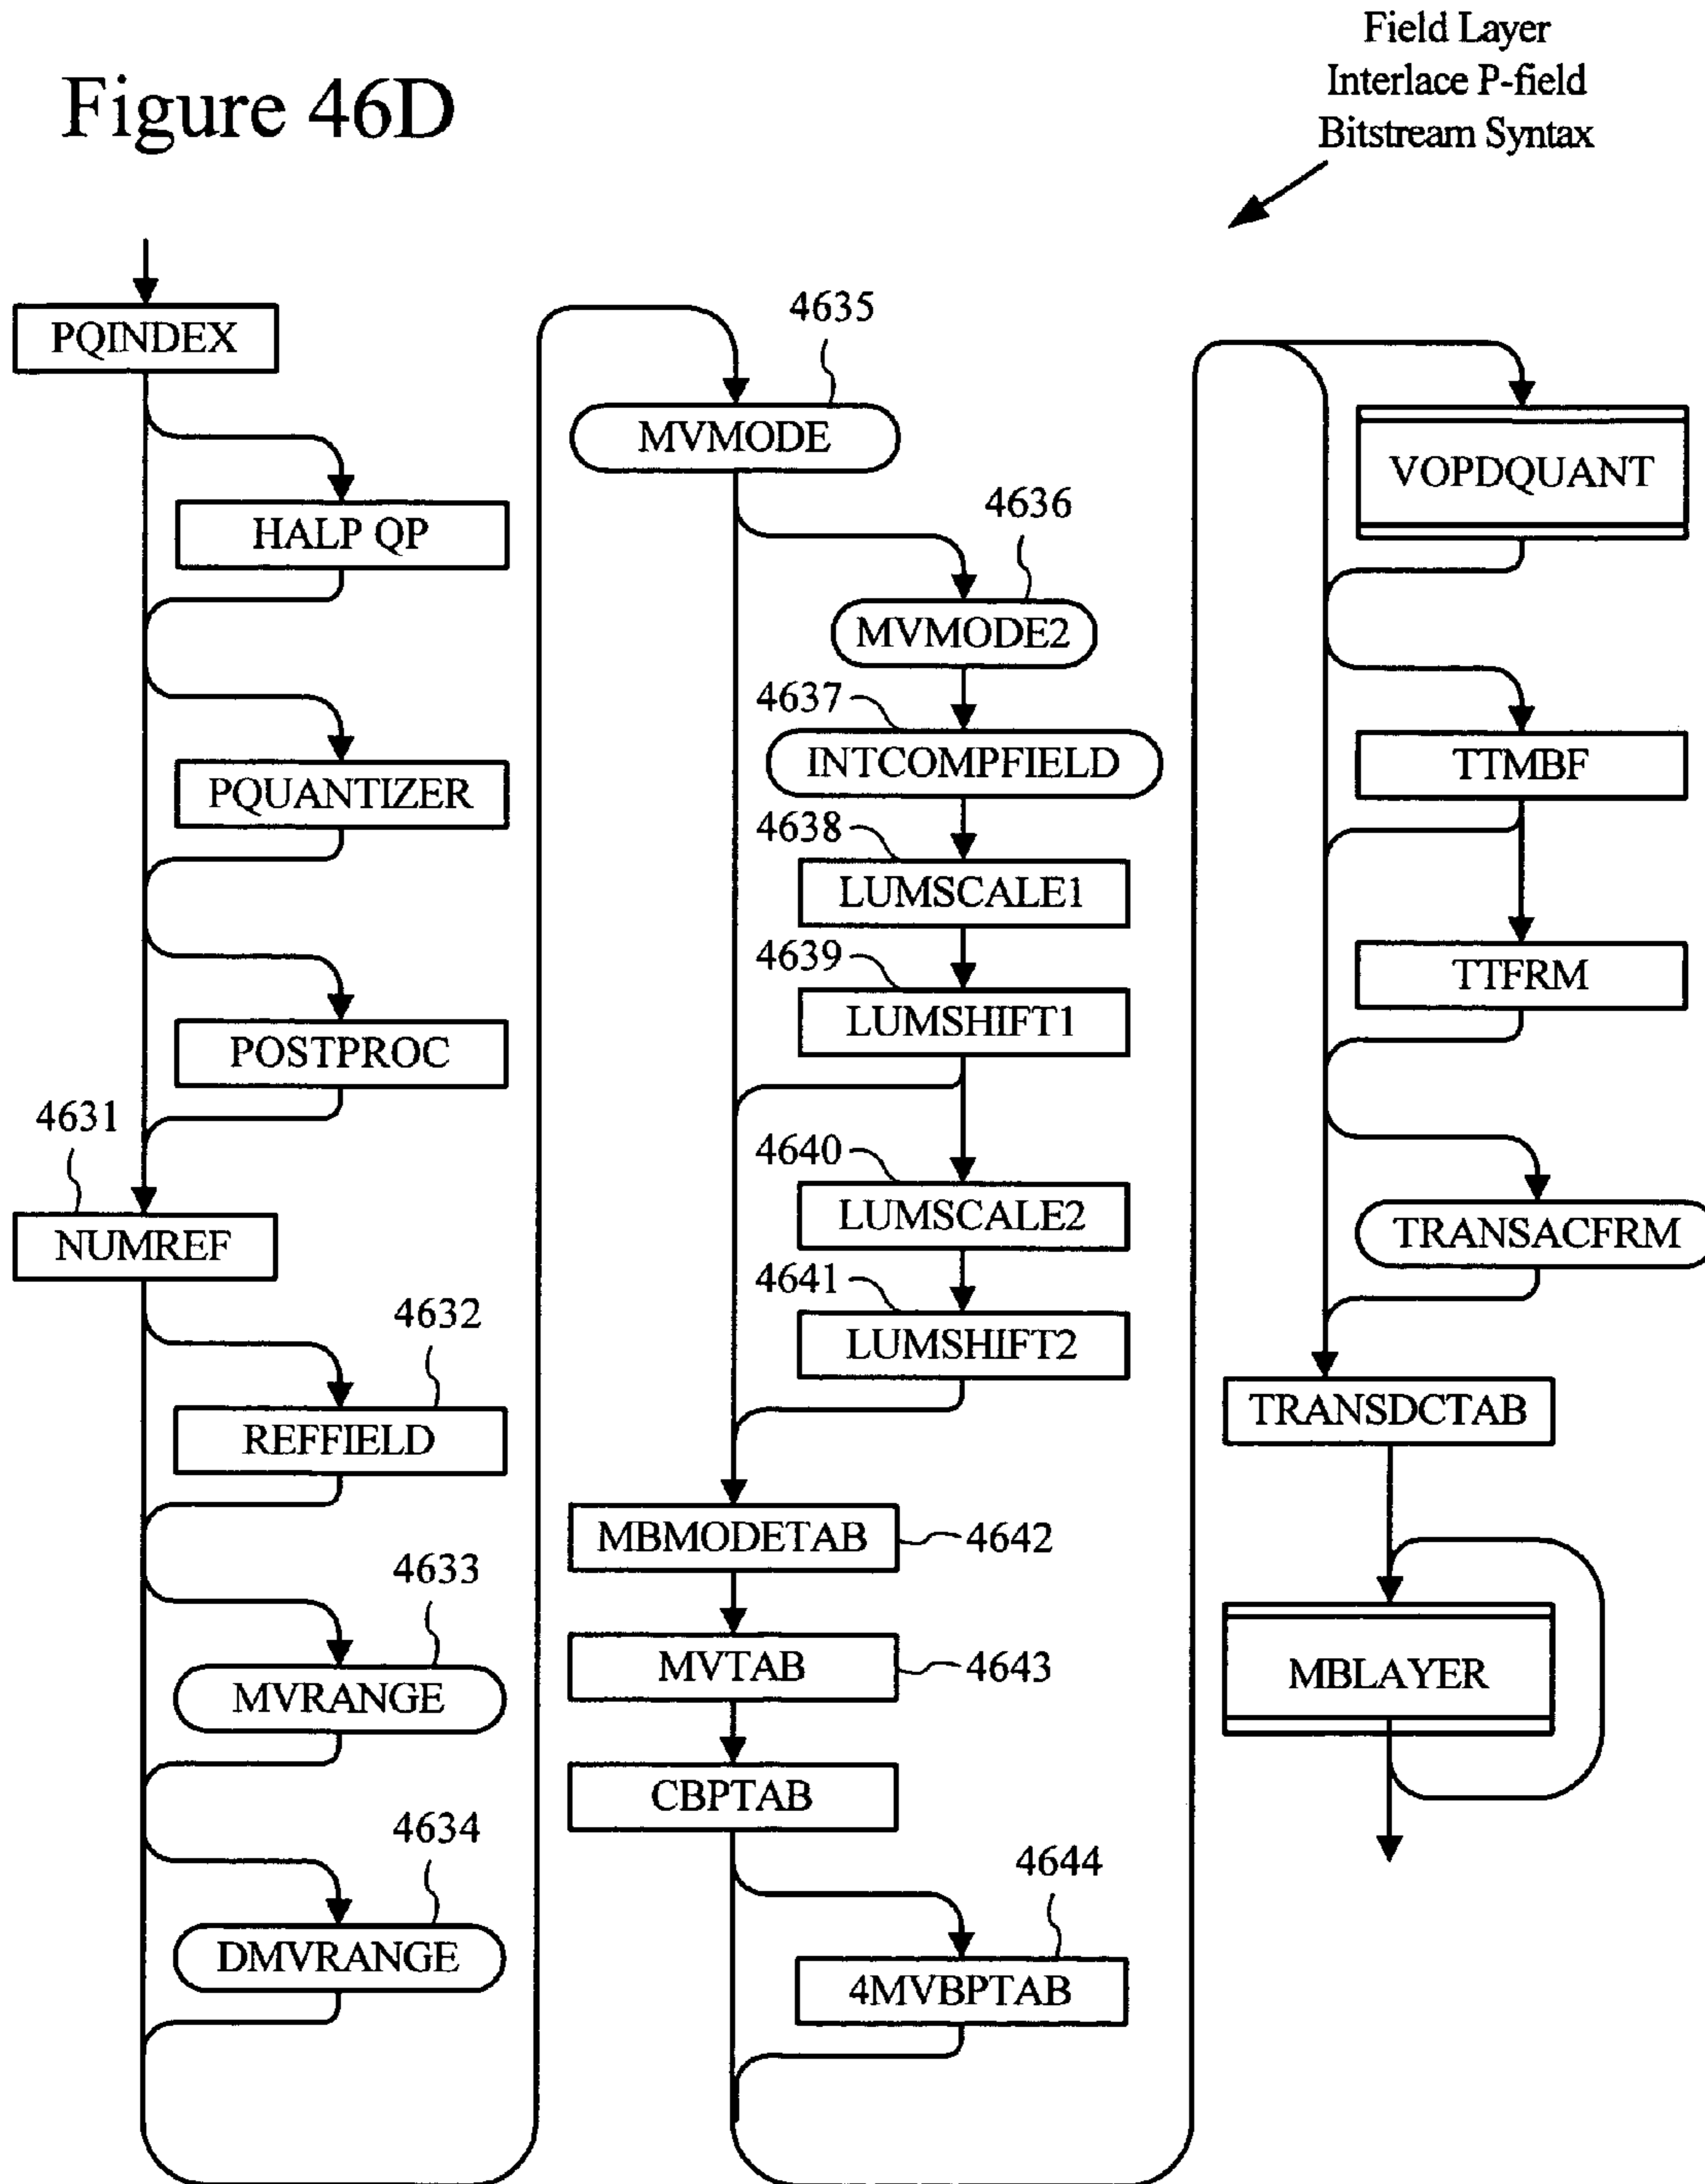 Figure 46D
Field Layer
Interlace P-field
Bitstream Syntax
PQINDEX
HALP QP
PQUANTIZER
POSTPROC
4631
NUMREF
4632
REFFIELD
4633
MVRANGE
4634
DMVRANGE
4635
MVMODE
4636
MVMODE2
4637
INTCOMPFIELD
4638
LUMSCALE1
4639
LUMSHIFT1
4640
LUMSCALE2
4641
LUMSHIFT2
MBMODETAB
4642
MVTAB
4643
CBPTAB
4644
4MVBPTAB
VOPDQUANT
TTMBF
TTFRM
TRANSACFRM
TRANSDCTAB
MBLAYER